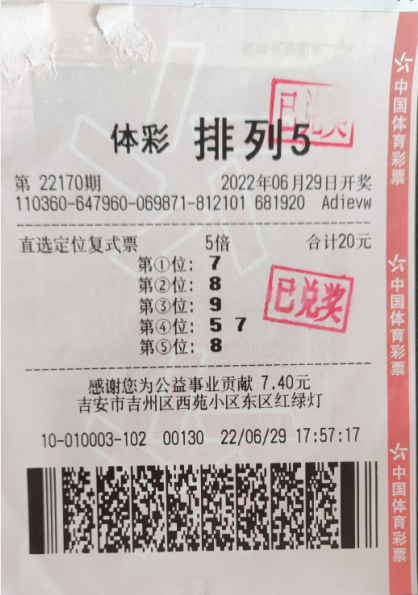 已兑奖
体彩 排列5
第 22170期 2022年06月29日开奖
110360-647960-069871-812101 681920 Adievw
直选定位复式票 5倍 合计20元
第①位: 7
第②位: 8
第③位: 9
第④位: 5 7
第⑤位: 8
已兑奖
感谢您为公益事业贡献 7.40元
吉安市吉州区西苑小区东区红绿灯
10-010003-102 00130 22/06/29 17:57:17
中国体育彩票
中国体育彩票
中国体育彩票